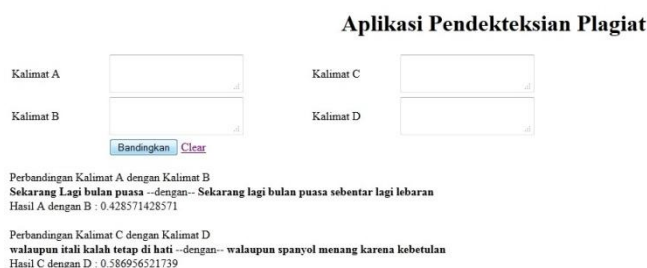 Aplikasi Pendekteksian Plagiat
Kalimat A
Kalimat C
Kalimat B
Kalimat D
Bandingkan Clear
Perbandingan Kalimat A dengan Kalimat B
Sekarang Lagi bulan puasa --dengan-- Sekarang lagi bulan puasa sebentar lagi lebaran
Hasil A dengan B : 0.428571428571
Perbandingan Kalimat C dengan Kalimat D
walaupun itali kalah tetap di hati --dengan-- walaupun spanyol menang karena kebetulan
Hasil C dengan D : 0.586956521739